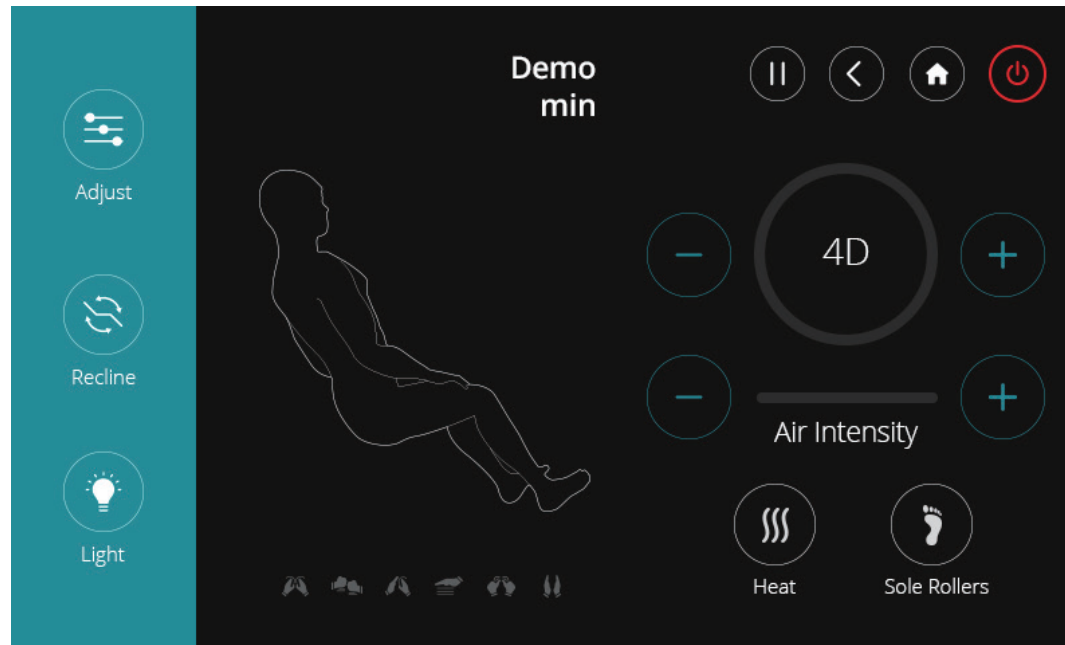 Demo
min
Adjust
4D
Recline
Air Intensity
Light
Heat
Sole Rollers